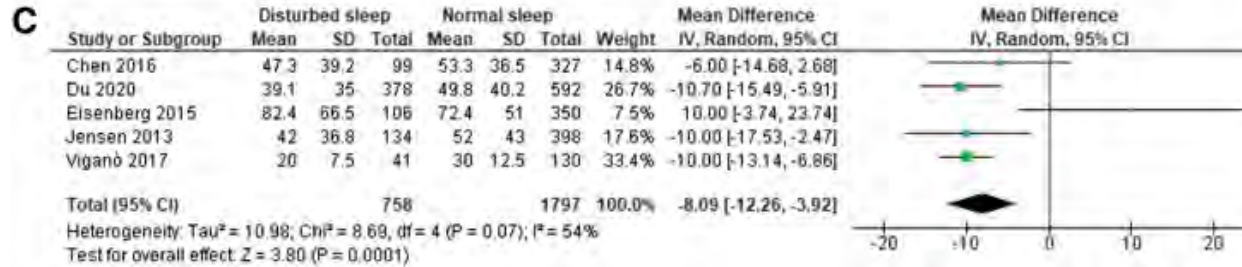 C
Disturbed sleep Normal sleep Mean Difference Mean Difference
Study or Subgroup Mean SD Total Mean SD Total Weight IV, Random, 95% CI IV, Random, 95% CI
Chen 2016 47.3 39.2 99 53.3 36.5 327 14.8% -6.00 [-14.68, 2.68]
Du 2020 39.1 35 378 49.8 40.2 592 26.7% -10.70 [-15.49, -5.91]
Eisenberg 2015 82.4 66.5 106 72.4 51 350 7.5% 10.00 [-3.74, 23.74]
Jensen 2013 42 36.8 134 52 43 398 17.6% -10.00 [-17.53, -2.47]
Viganò 2017 20 7.5 41 30 12.5 130 33.4% -10.00 [-13.14, -6.86]
Total (95% CI) 758 1797 100.0% -8.09 [-12.26, -3.92]
Heterogeneity: Tau² = 10.98; Chi² = 8.69, df = 4 (P = 0.07); I² = 54%
Test for overall effect: Z = 3.80 (P = 0.0001)
-20 -10 0 10 20